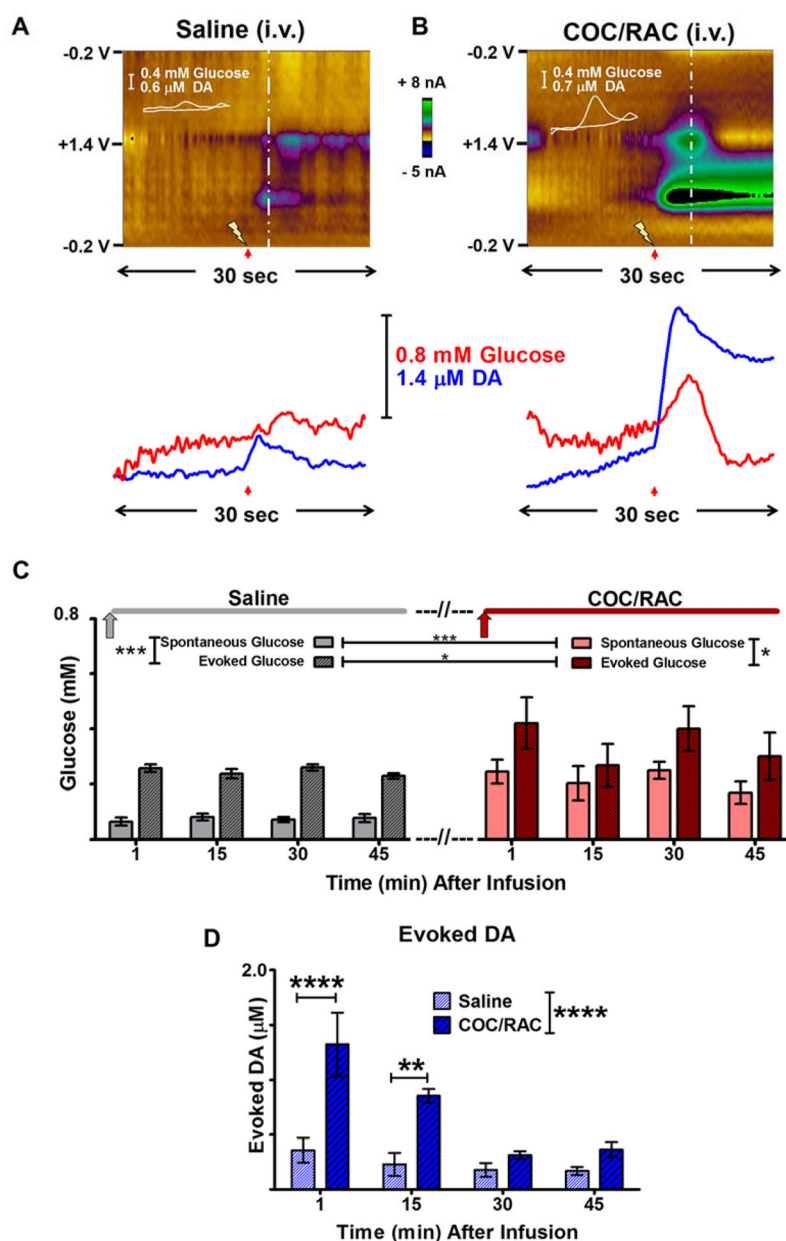 A
Saline (i.v.)
-0.2 V
0.4 mM Glucose
0.6 μM DA
+1.4 V
-0.2 V
30 sec
+ 8 nA
- 5 nA
B
COC/RAC (i.v.)
-0.2 V
0.4 mM Glucose
0.7 μM DA
+1.4 V
-0.2 V
30 sec
0.8 mM Glucose
1.4 μM DA
30 sec
30 sec
C
Saline
---//---
COC/RAC
0.8
Glucose (mM)
***
Spontaneous Glucose
Evoked Glucose
***
*
Spontaneous Glucose
Evoked Glucose
*
---//---
1 15 30 45 1 15 30 45
Time (min) After Infusion
D
Evoked DA
2.0
Evoked DA (μM)
****
**
Saline
COC/RAC
****
1 15 30 45
Time (min) After Infusion